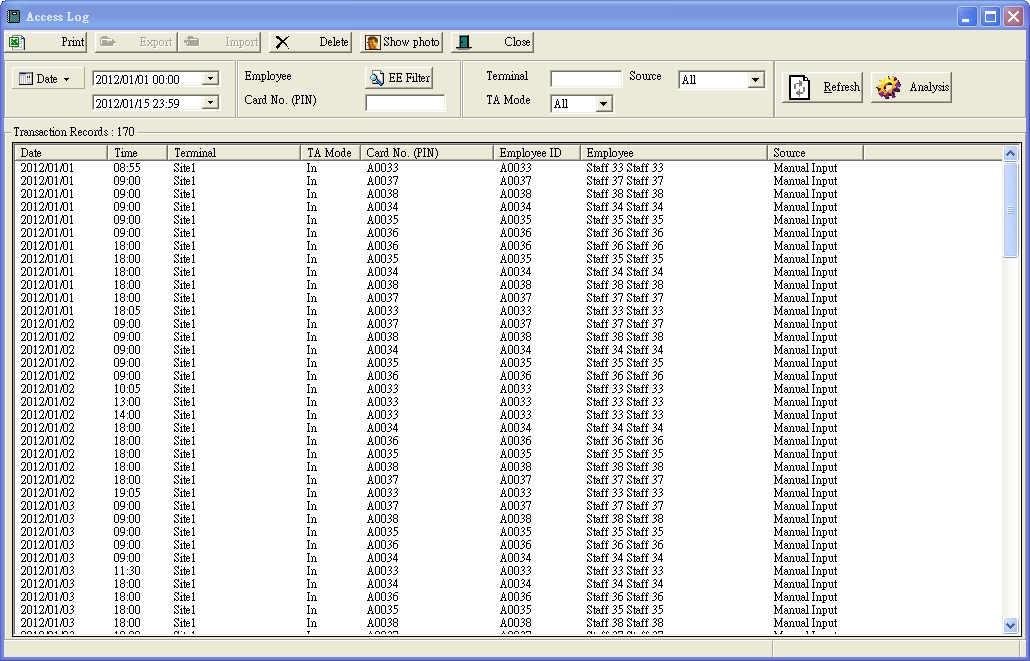 Access Log
Print Export Import Delete Show photo Close
Date 2012/01/01 00:00 Employee EE Filter Terminal Source All Refresh Analysis
2012/01/15 23:59 Card No. (PIN) TA Mode All
Transaction Records : 170
Date Time Terminal TA Mode Card No. (PIN) Employee ID Employee Source
2012/01/01 08:55 Site1 In A0033 A0033 Staff 33 Staff 33 Manual Input
2012/01/01 09:00 Site1 In A0037 A0037 Staff 37 Staff 37 Manual Input
2012/01/01 09:00 Site1 In A0038 A0038 Staff 38 Staff 38 Manual Input
2012/01/01 09:00 Site1 In A0034 A0034 Staff 34 Staff 34 Manual Input
2012/01/01 09:00 Site1 In A0035 A0035 Staff 35 Staff 35 Manual Input
2012/01/01 09:00 Site1 In A0036 A0036 Staff 36 Staff 36 Manual Input
2012/01/01 18:00 Site1 In A0036 A0036 Staff 36 Staff 36 Manual Input
2012/01/01 18:00 Site1 In A0035 A0035 Staff 35 Staff 35 Manual Input
2012/01/01 18:00 Site1 In A0034 A0034 Staff 34 Staff 34 Manual Input
2012/01/01 18:00 Site1 In A0038 A0038 Staff 38 Staff 38 Manual Input
2012/01/01 18:00 Site1 In A0037 A0037 Staff 37 Staff 37 Manual Input
2012/01/01 18:05 Site1 In A0033 A0033 Staff 33 Staff 33 Manual Input
2012/01/02 09:00 Site1 In A0037 A0037 Staff 37 Staff 37 Manual Input
2012/01/02 09:00 Site1 In A0038 A0038 Staff 38 Staff 38 Manual Input
2012/01/02 09:00 Site1 In A0034 A0034 Staff 34 Staff 34 Manual Input
2012/01/02 09:00 Site1 In A0035 A0035 Staff 35 Staff 35 Manual Input
2012/01/02 09:00 Site1 In A0036 A0036 Staff 36 Staff 36 Manual Input
2012/01/02 10:05 Site1 In A0033 A0033 Staff 33 Staff 33 Manual Input
2012/01/02 13:00 Site1 In A0033 A0033 Staff 33 Staff 33 Manual Input
2012/01/02 14:00 Site1 In A0033 A0033 Staff 33 Staff 33 Manual Input
2012/01/02 18:00 Site1 In A0034 A0034 Staff 34 Staff 34 Manual Input
2012/01/02 18:00 Site1 In A0036 A0036 Staff 36 Staff 36 Manual Input
2012/01/02 18:00 Site1 In A0035 A0035 Staff 35 Staff 35 Manual Input
2012/01/02 18:00 Site1 In A0038 A0038 Staff 38 Staff 38 Manual Input
2012/01/02 18:00 Site1 In A0037 A0037 Staff 37 Staff 37 Manual Input
2012/01/02 19:05 Site1 In A0033 A0033 Staff 33 Staff 33 Manual Input
2012/01/03 09:00 Site1 In A0037 A0037 Staff 37 Staff 37 Manual Input
2012/01/03 09:00 Site1 In A0038 A0038 Staff 38 Staff 38 Manual Input
2012/01/03 09:00 Site1 In A0035 A0035 Staff 35 Staff 35 Manual Input
2012/01/03 09:00 Site1 In A0036 A0036 Staff 36 Staff 36 Manual Input
2012/01/03 09:00 Site1 In A0034 A0034 Staff 34 Staff 34 Manual Input
2012/01/03 11:30 Site1 In A0033 A0033 Staff 33 Staff 33 Manual Input
2012/01/03 18:00 Site1 In A0034 A0034 Staff 34 Staff 34 Manual Input
2012/01/03 18:00 Site1 In A0036 A0036 Staff 36 Staff 36 Manual Input
2012/01/03 18:00 Site1 In A0035 A0035 Staff 35 Staff 35 Manual Input
2012/01/03 18:00 Site1 In A0038 A0038 Staff 38 Staff 38 Manual Input